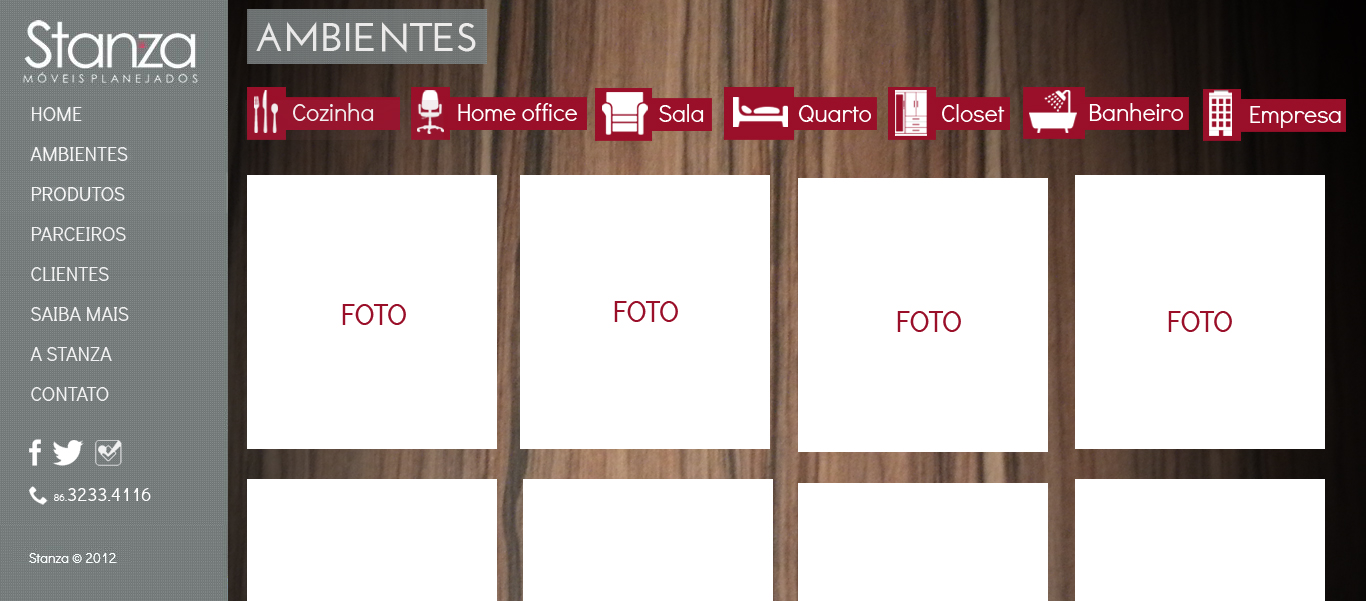 Stanza
MÓVEIS PLANEJADOS
HOME
AMBIENTES
PRODUTOS
PARCEIROS
CLIENTES
SAIBA MAIS
A STANZA
CONTATO
86.3233.4116
Stanza © 2012
AMBIENTES
Cozinha
Home office
Sala
Quarto
Closet
Banheiro
Empresa
FOTO
FOTO
FOTO
FOTO